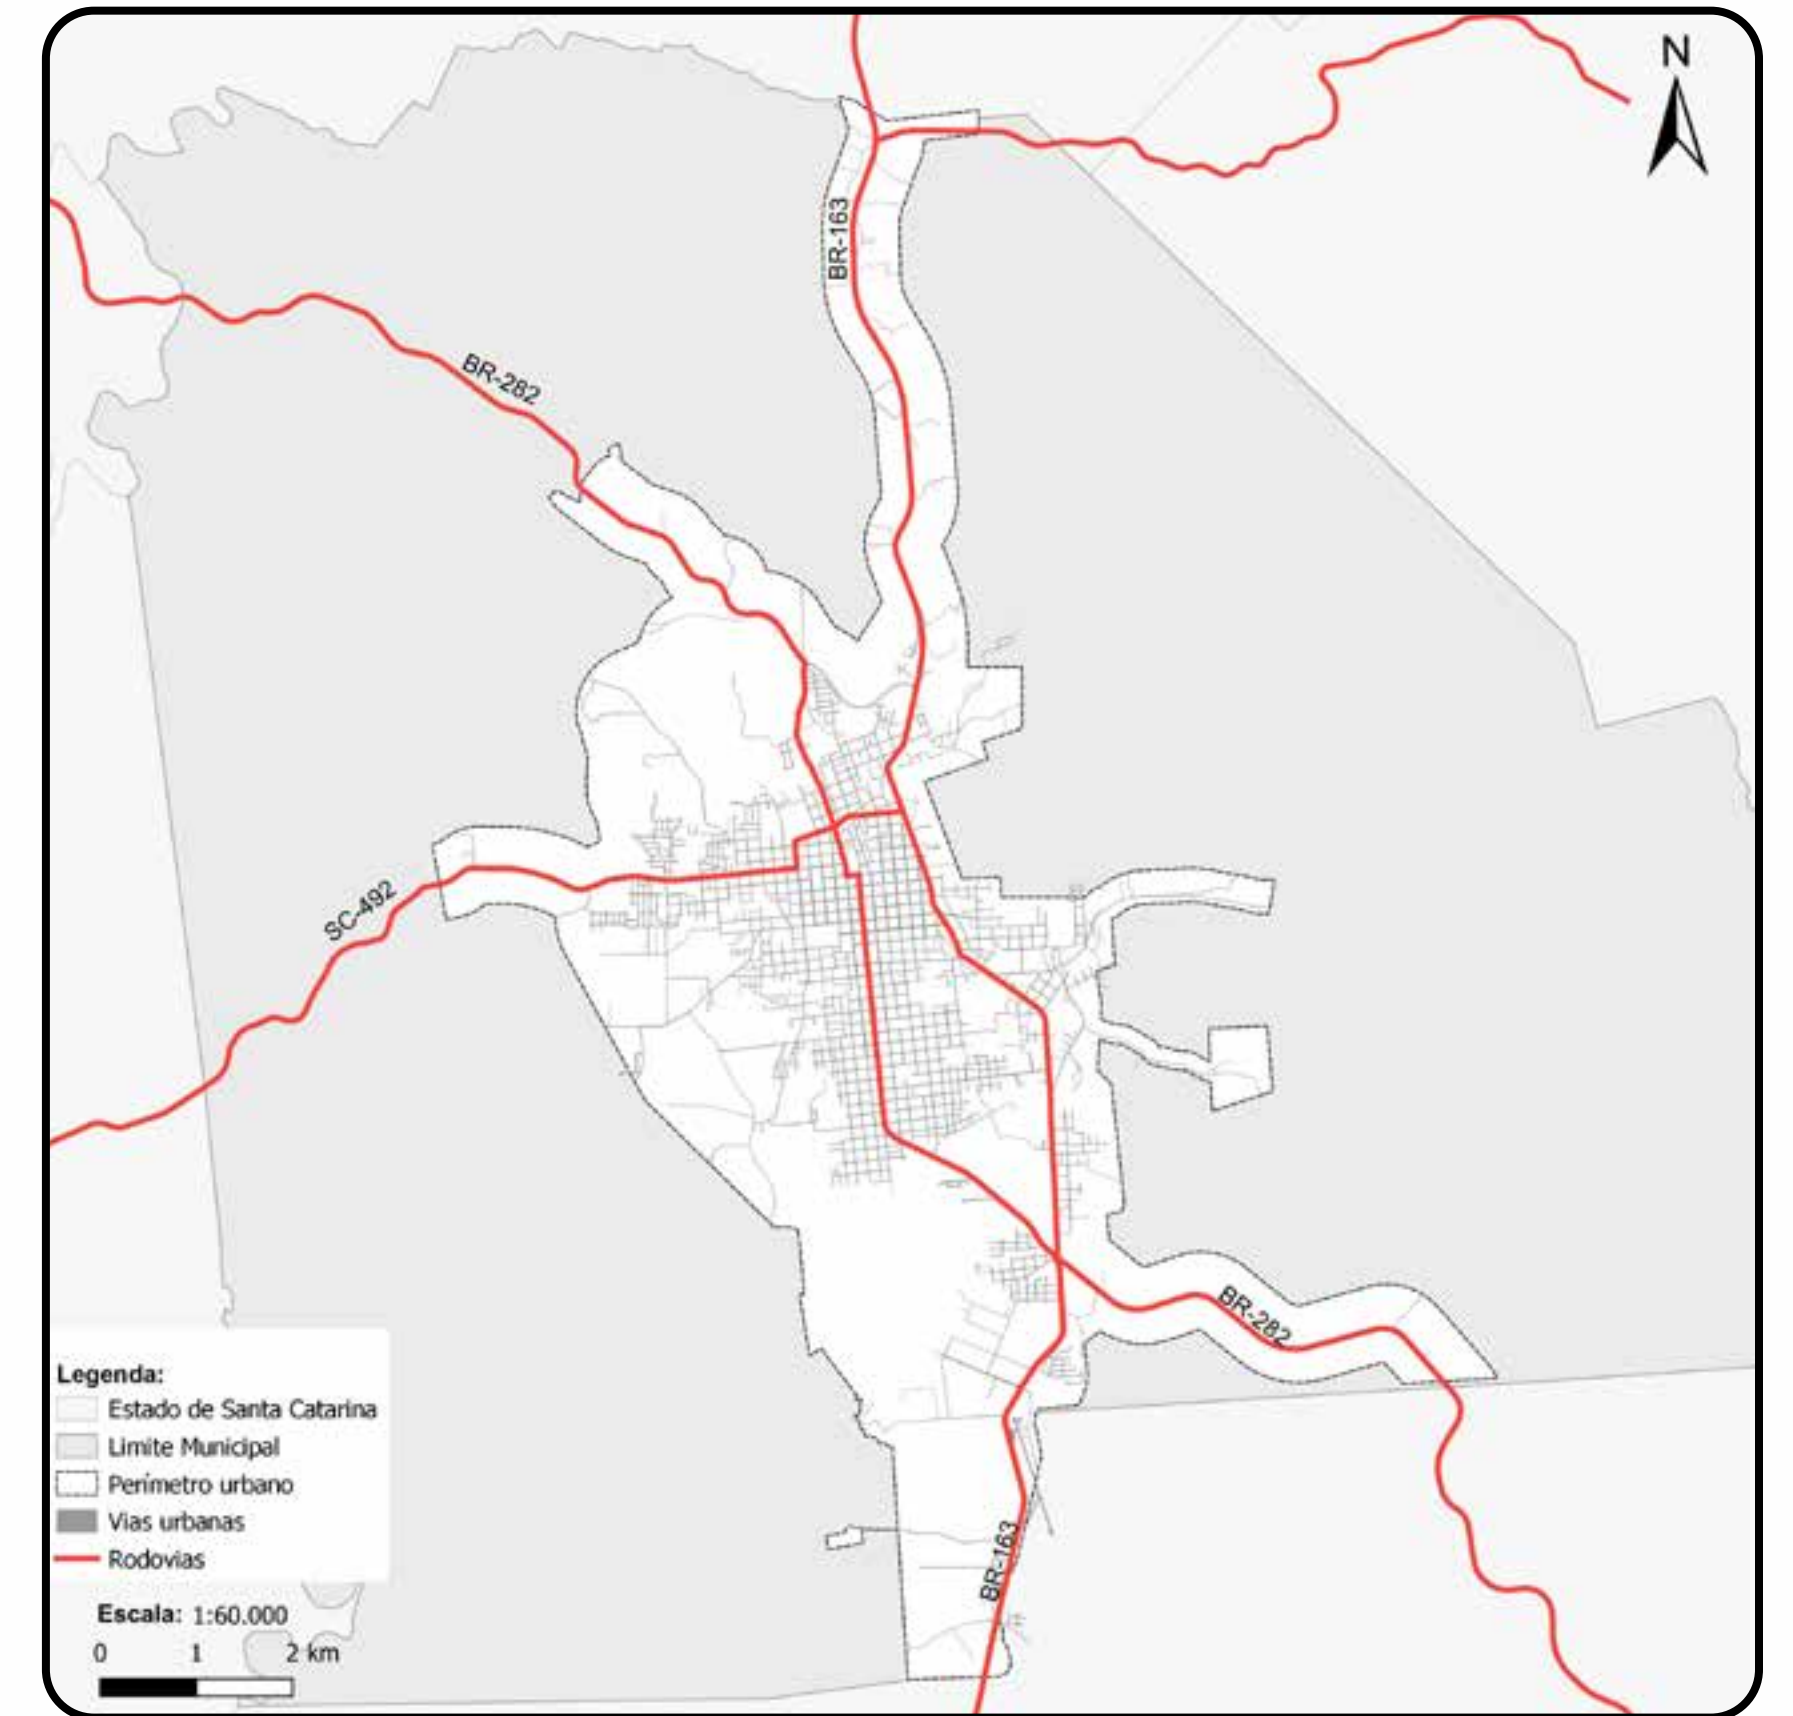 N
BR-163
BR-282
SC-492
BR-282
BR-163
Legenda:
Estado de Santa Catarina
Limite Municipal
Perímetro urbano
Vias urbanas
Rodovias
Escala: 1:60.000
0 1 2 km